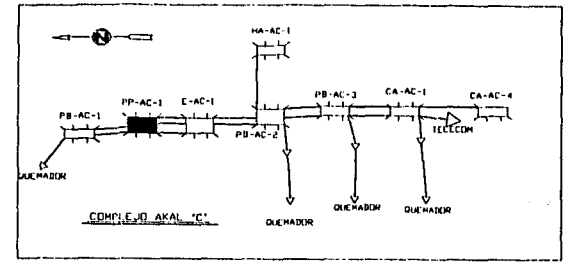 HA-AC-1
PP-AC-1
E-AC-1
PB-AC-3
CA-AC-1
CA-AC-4
PB-AC-1
PB-AC-2
TELECOM
QUEMADOR
COMPLEJO AKAL "C"
QUEMADOR
QUEMADOR
QUEMADOR